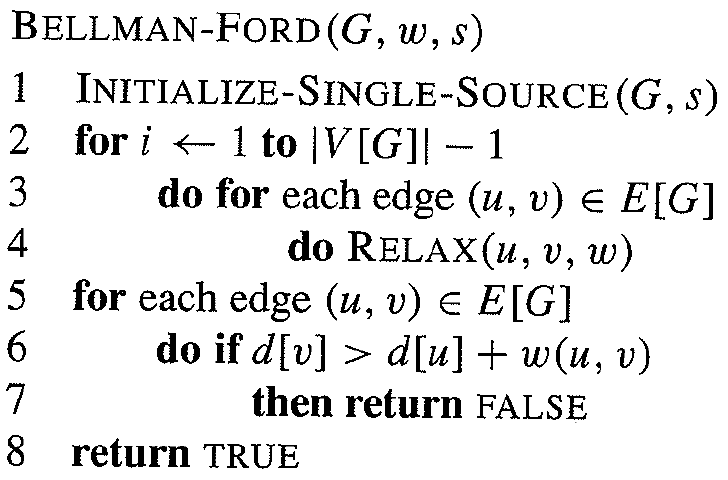 BELLMAN-FORD(G, w, s)
1 INITIALIZE-SINGLE-SOURCE(G, s)
2 for i ← 1 to |V[G]| − 1
3 do for each edge (u, v) ∈ E[G]
4 do RELAX(u, v, w)
5 for each edge (u, v) ∈ E[G]
6 do if d[v] > d[u] + w(u, v)
7 then return FALSE
8 return TRUE